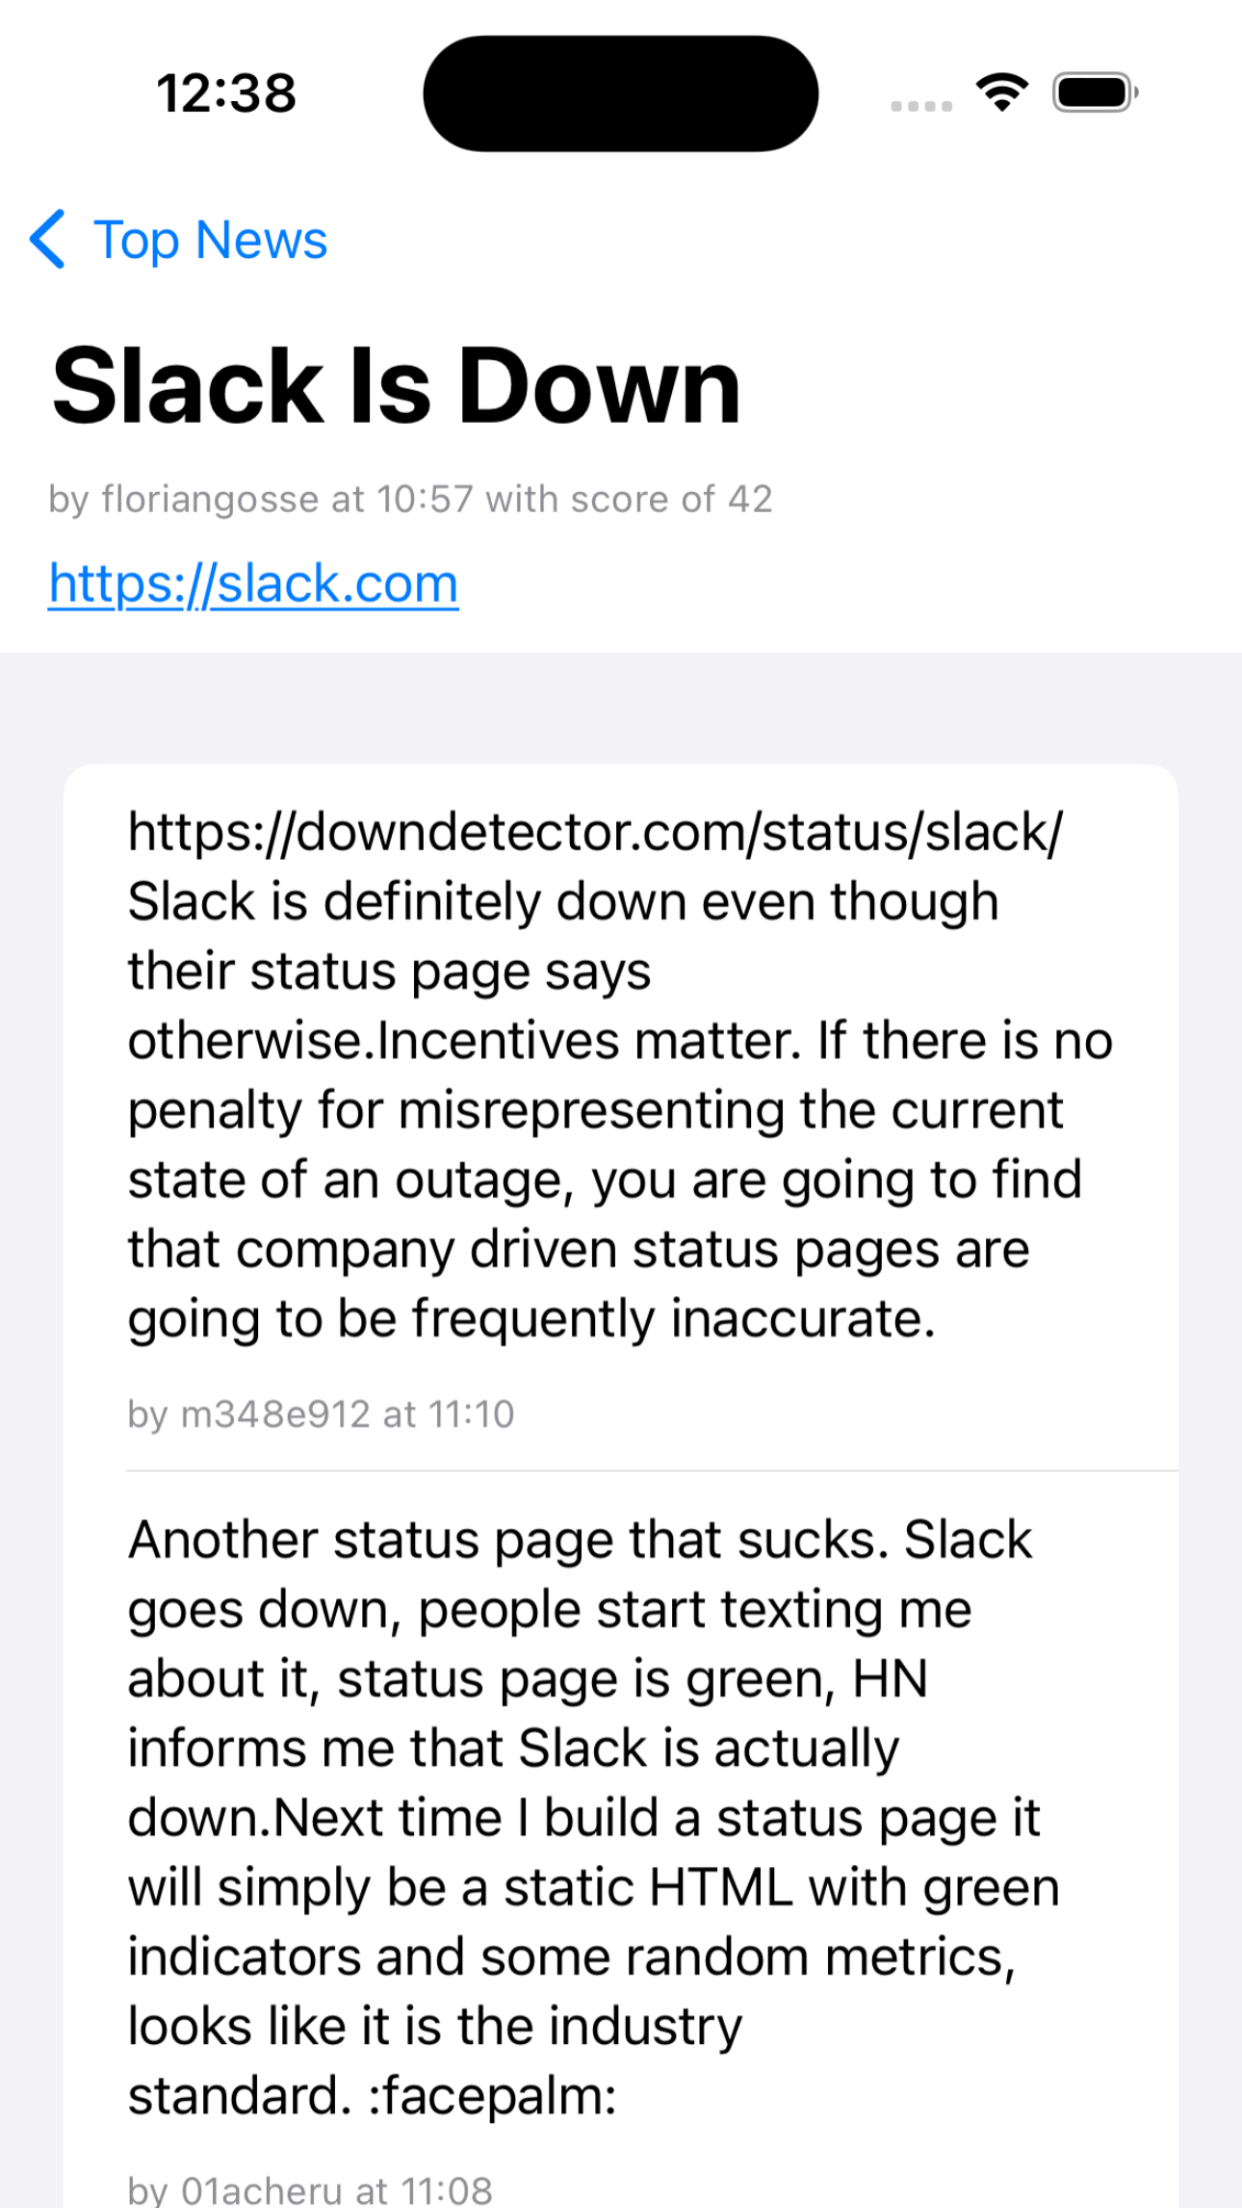 12:38
Top News
Slack Is Down
by floriangosse at 10:57 with score of 42
https://slack.com
https://downdetector.com/status/slack/
Slack is definitely down even though
their status page says
otherwise.Incentives matter. If there is no
penalty for misrepresenting the current
state of an outage, you are going to find
that company driven status pages are
going to be frequently inaccurate.
by m348e912 at 11:10
Another status page that sucks. Slack
goes down, people start texting me
about it, status page is green, HN
informs me that Slack is actually
down.Next time I build a status page it
will simply be a static HTML with green
indicators and some random metrics,
looks like it is the industry
standard. :facepalm:
by 01acheru at 11:08